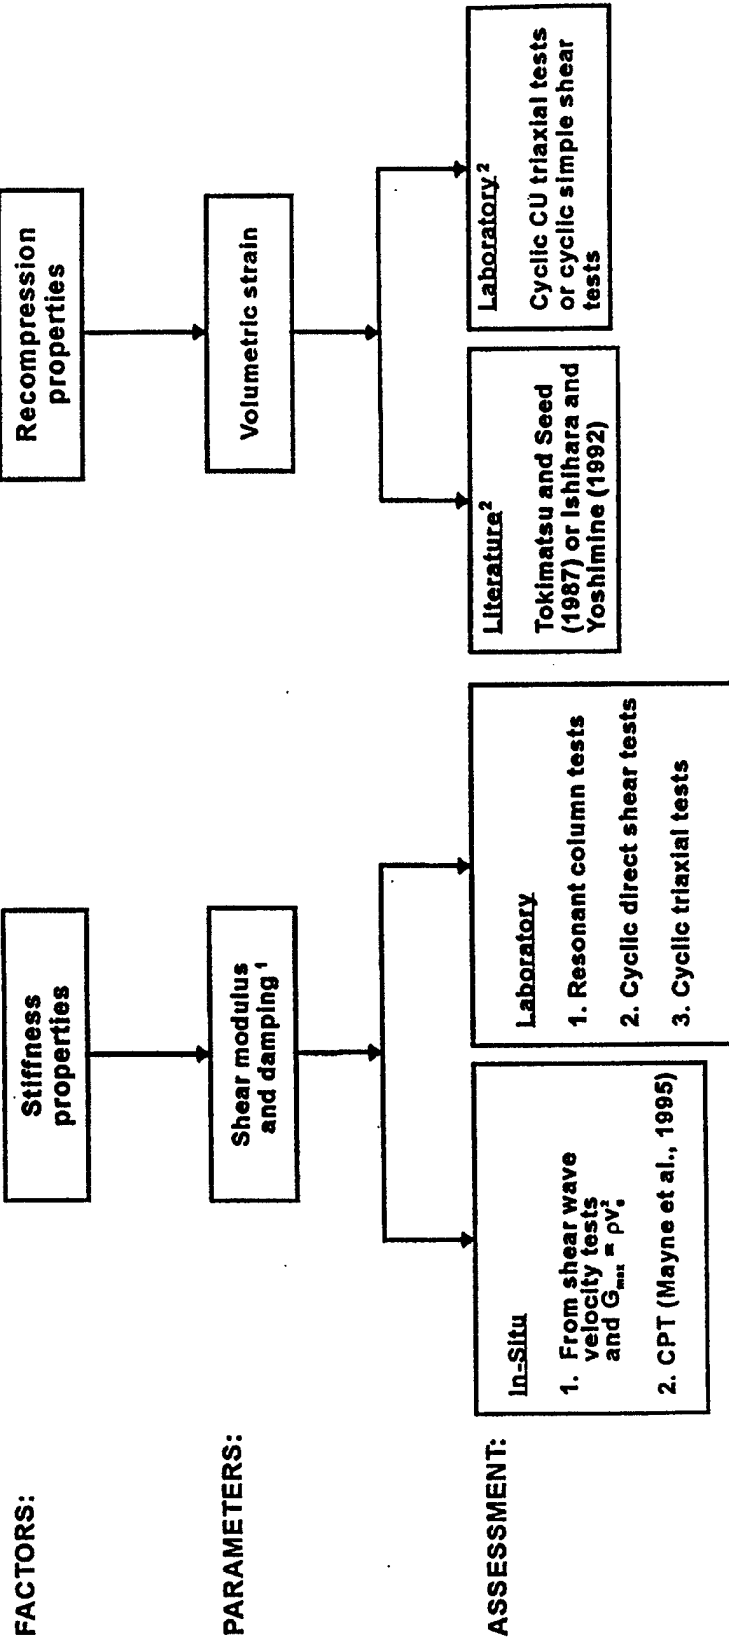 FACTORS:
Stiffness
properties
Recompression
properties
PARAMETERS:
Shear modulus
and damping ¹
Volumetric strain
ASSESSMENT:
In-Situ
1. From shear wave
velocity tests
and Gmax = ρVs²
2. CPT (Mayne et al., 1995)
Laboratory
1. Resonant column tests
2. Cyclic direct shear tests
3. Cyclic triaxial tests
Literature²
Tokimatsu and Seed
(1987) or Ishihara and
Yoshimine (1992)
Laboratory²
Cyclic CU triaxial tests
or cyclic simple shear
tests